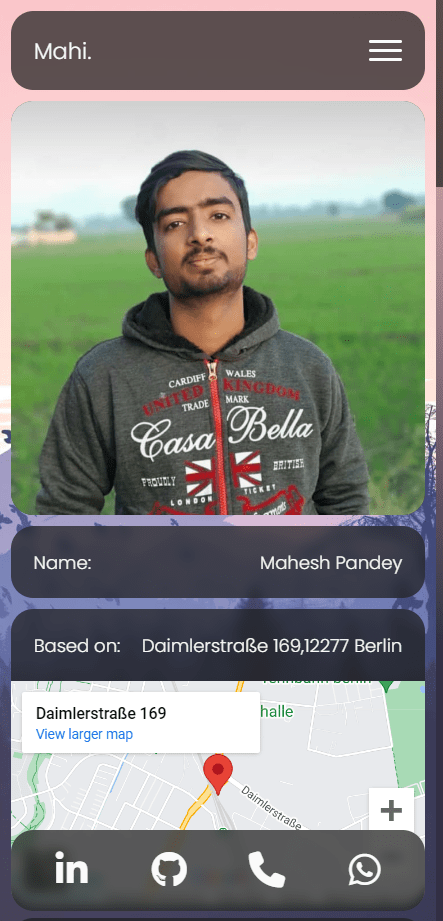 Mahi.
CARDIFF WALES
UNITED KINGDOM
TRADE MARK
Casa Bella
PROUDLY BRITISH
LONDON TICKET
Name: Mahesh Pandey
Based on: Daimlerstraße 169,12277 Berlin
halle
Daimlerstraße 169
View larger map
Daimlerstraße
+
in